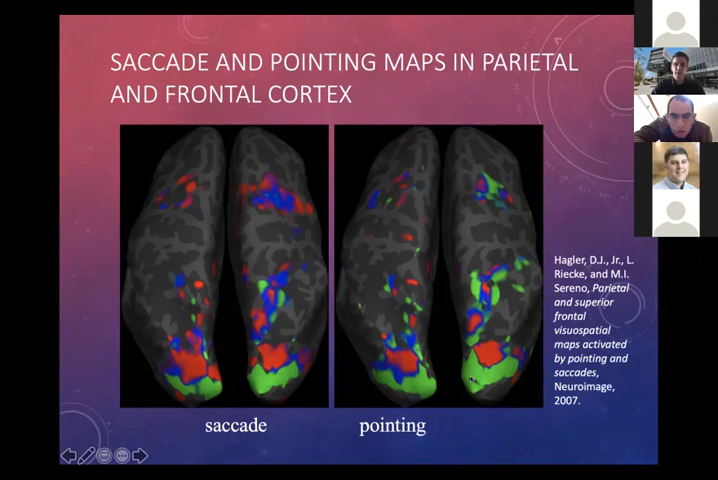 SACCADE AND POINTING MAPS IN PARIETAL
AND FRONTAL CORTEX
Hagler, D.J., Jr., L.
Riecke, and M.I.
Sereno, Parietal
and superior
frontal
visuospatial
maps activated
by pointing and
saccades,
Neuroimage,
2007.
saccade
pointing